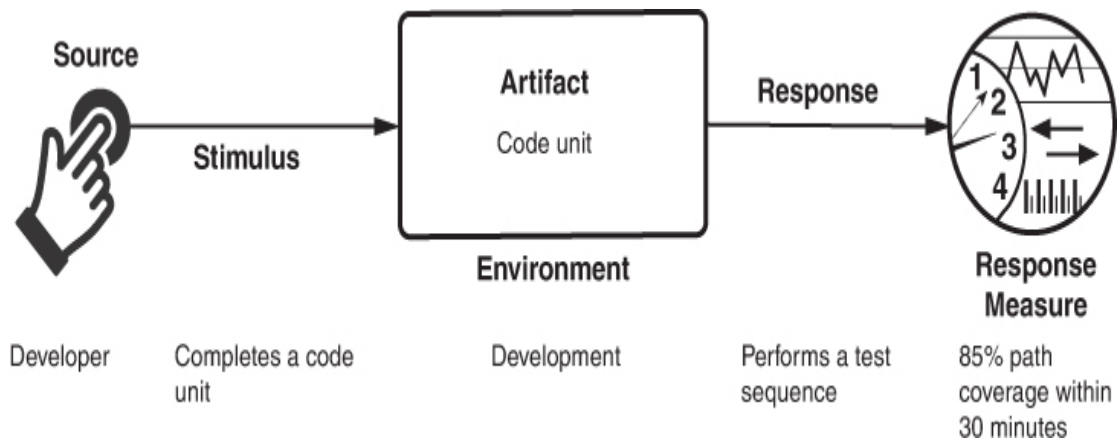 Source
Stimulus
Artifact
Code unit
Environment
Response
1
2
3
4
Response
Measure
Developer
Completes a code
unit
Development
Performs a test
sequence
85% path
coverage within
30 minutes